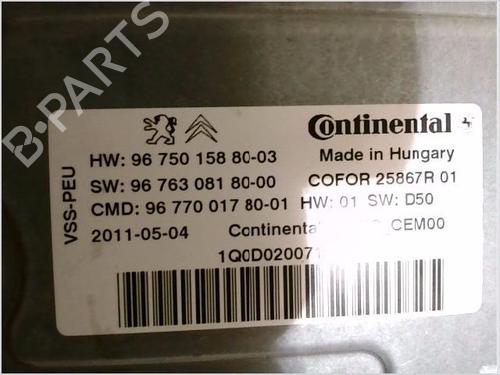 B-PARTS
Continental
HW: 96 750 158 80-03
Made in Hungary
SW: 96 763 081 80-00
COFOR 25867R 01
CMD: 96 770 017 80-01
HW: 01 SW: D50
2011-05-04
Continental
CEM00
1Q0D020071
VSS-PEU